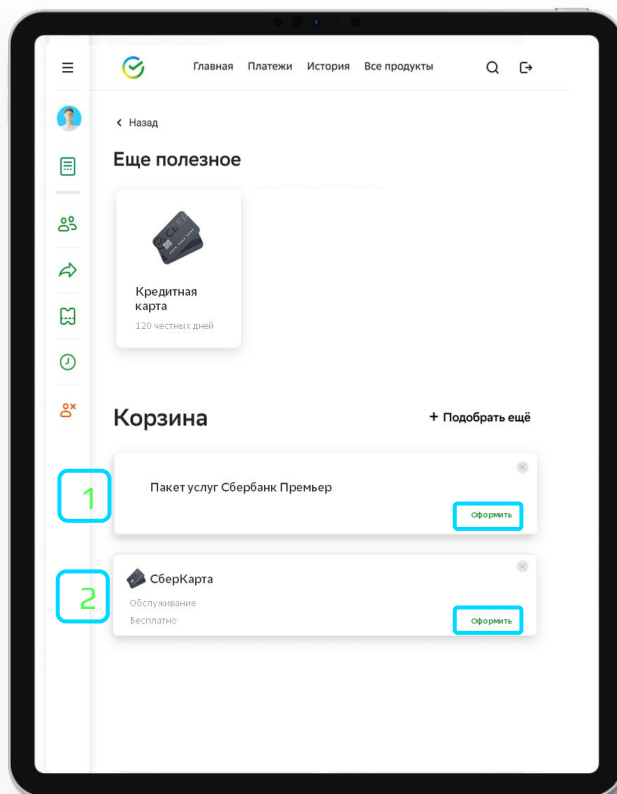 Главная Платежи История Все продукты
Назад
Еще полезное
СБЕР
Кредитная
карта
120 честных дней
Корзина
+ Подобрать ещё
1
Пакет услуг Сбербанк Премьер
Оформить
2
СберКарта
Обслуживание
Бесплатно
Оформить